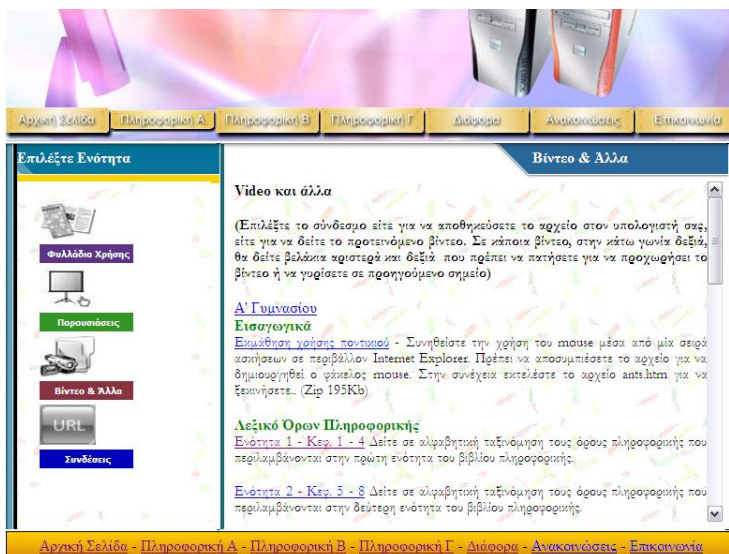 Αρχική Σελίδα Πληροφορική Α Πληροφορική Β Πληροφορική Γ Διάφορα Ανακοινώσεις Επικοινωνία
Επιλέξτε Ενότητα
Φυλλάδια Χρήσης
Παρουσιάσεις
Βίντεο & Άλλα
URL
Συνδέσεις
Βίντεο & Άλλα
Video και άλλα
(Επιλέξτε το σύνδεσμο είτε για να αποθηκεύσετε το αρχείο στον υπολογιστή σας,
είτε για να δείτε το προτεινόμενο βίντεο. Σε κάποια βίντεο, στην κάτω γωνία δεξιά,
θα δείτε βελάκια αριστερά και δεξιά που πρέπει να πατήσετε για να προχωρήσει το
βίντεο ή να γυρίσετε σε προηγούμενο σημείο)
Α' Γυμνασίου
Εισαγωγικά
Εκμάθηση χρήσης ποντικιού - Συνηθείστε την χρήση του mouse μέσα από μία σειρά
ασκήσεων σε περιβάλλον Internet Explorer. Πρέπει να αποσυμπιέσετε το αρχείο για να
δημιουργηθεί ο φάκελος mouse. Στην συνέχεια εκτελέστε το αρχείο ants.htm για να
ξεκινήσετε.. (Zip 195Kb)
Λεξικό Όρων Πληροφορικής
Ενότητα 1 - Κεφ. 1 - 4 Δείτε σε αλφαβητική ταξινόμηση τους όρους πληροφορικής που
περιλαμβάνονται στην πρώτη ενότητα του βιβλίου πληροφορικής.
Ενότητα 2 - Κεφ. 5 - 8 Δείτε σε αλφαβητική ταξινόμηση τους όρους πληροφορικής που
περιλαμβάνονται στην δεύτερη ενότητα του βιβλίου πληροφορικής.
Αρχική Σελίδα - Πληροφορική Α - Πληροφορική Β - Πληροφορική Γ - Διάφορα - Ανακοινώσεις - Επικοινωνία